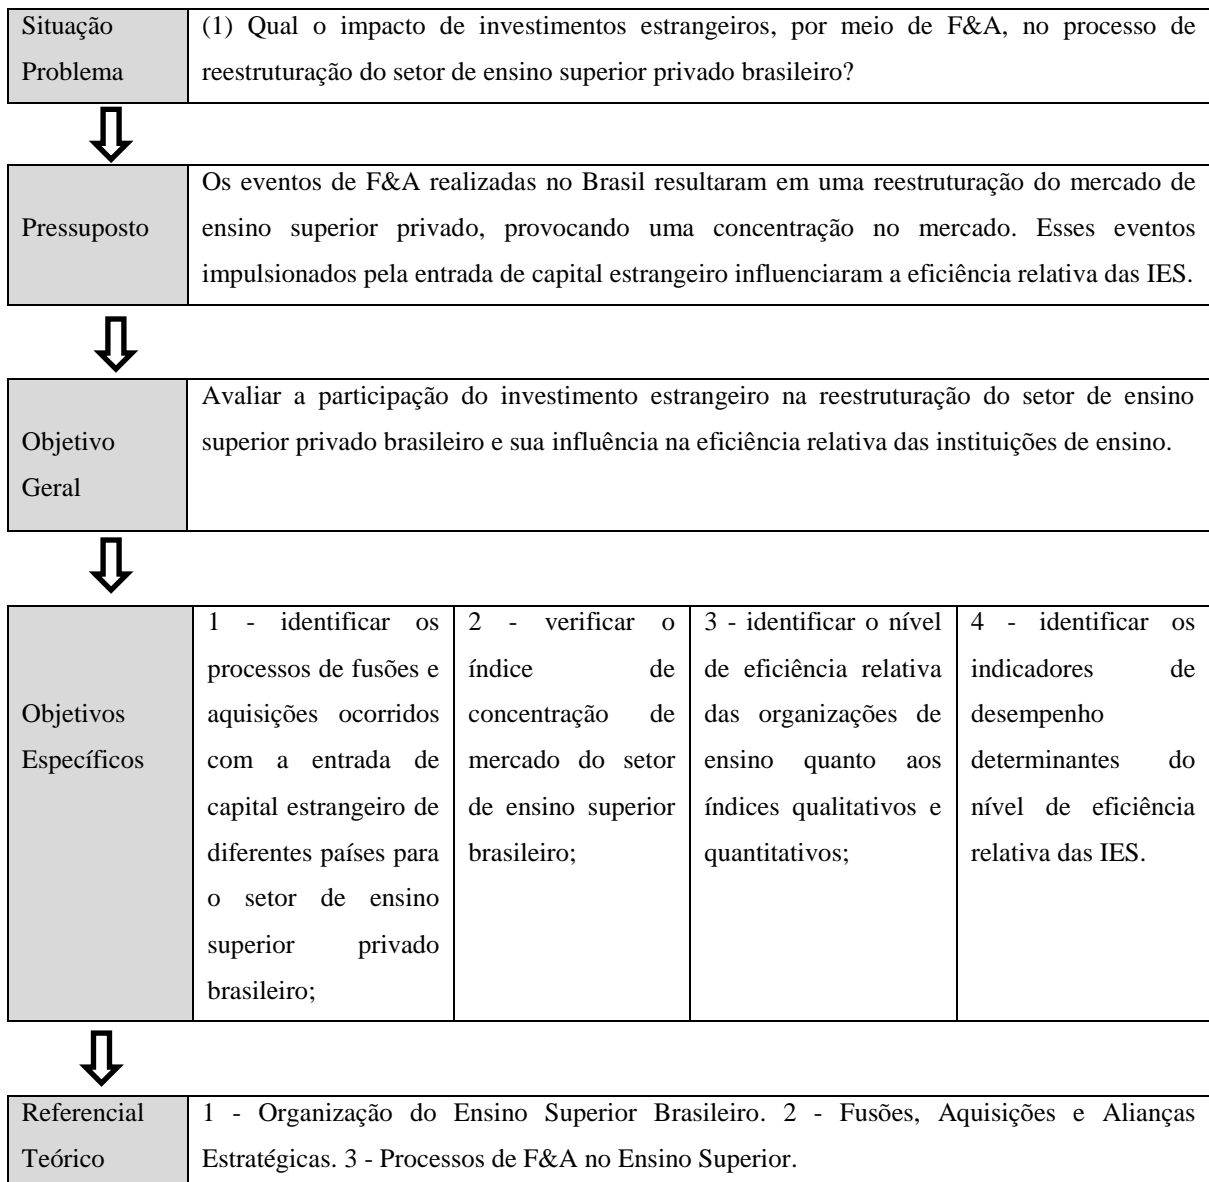 Situação
Problema
(1) Qual o impacto de investimentos estrangeiros, por meio de F&A, no processo de
reestruturação do setor de ensino superior privado brasileiro?
Pressuposto
Os eventos de F&A realizadas no Brasil resultaram em uma reestruturação do mercado de
ensino superior privado, provocando uma concentração no mercado. Esses eventos
impulsionados pela entrada de capital estrangeiro influenciaram a eficiência relativa das IES.
Objetivo
Geral
Avaliar a participação do investimento estrangeiro na reestruturação do setor de ensino
superior privado brasileiro e sua influência na eficiência relativa das instituições de ensino.
Objetivos
Específicos
1 - identificar os
processos de fusões e
aquisições ocorridos
com a entrada de
capital estrangeiro de
diferentes países para
o setor de ensino
superior privado
brasileiro;
2 - verificar o
índice de
concentração de
mercado do setor
de ensino superior
brasileiro;
3 - identificar o nível
de eficiência relativa
das organizações de
ensino quanto aos
índices qualitativos e
quantitativos;
4 - identificar os
indicadores de
desempenho
determinantes do
nível de eficiência
relativa das IES.
Referencial
Teórico
1 - Organização do Ensino Superior Brasileiro. 2 - Fusões, Aquisições e Alianças
Estratégicas. 3 - Processos de F&A no Ensino Superior.